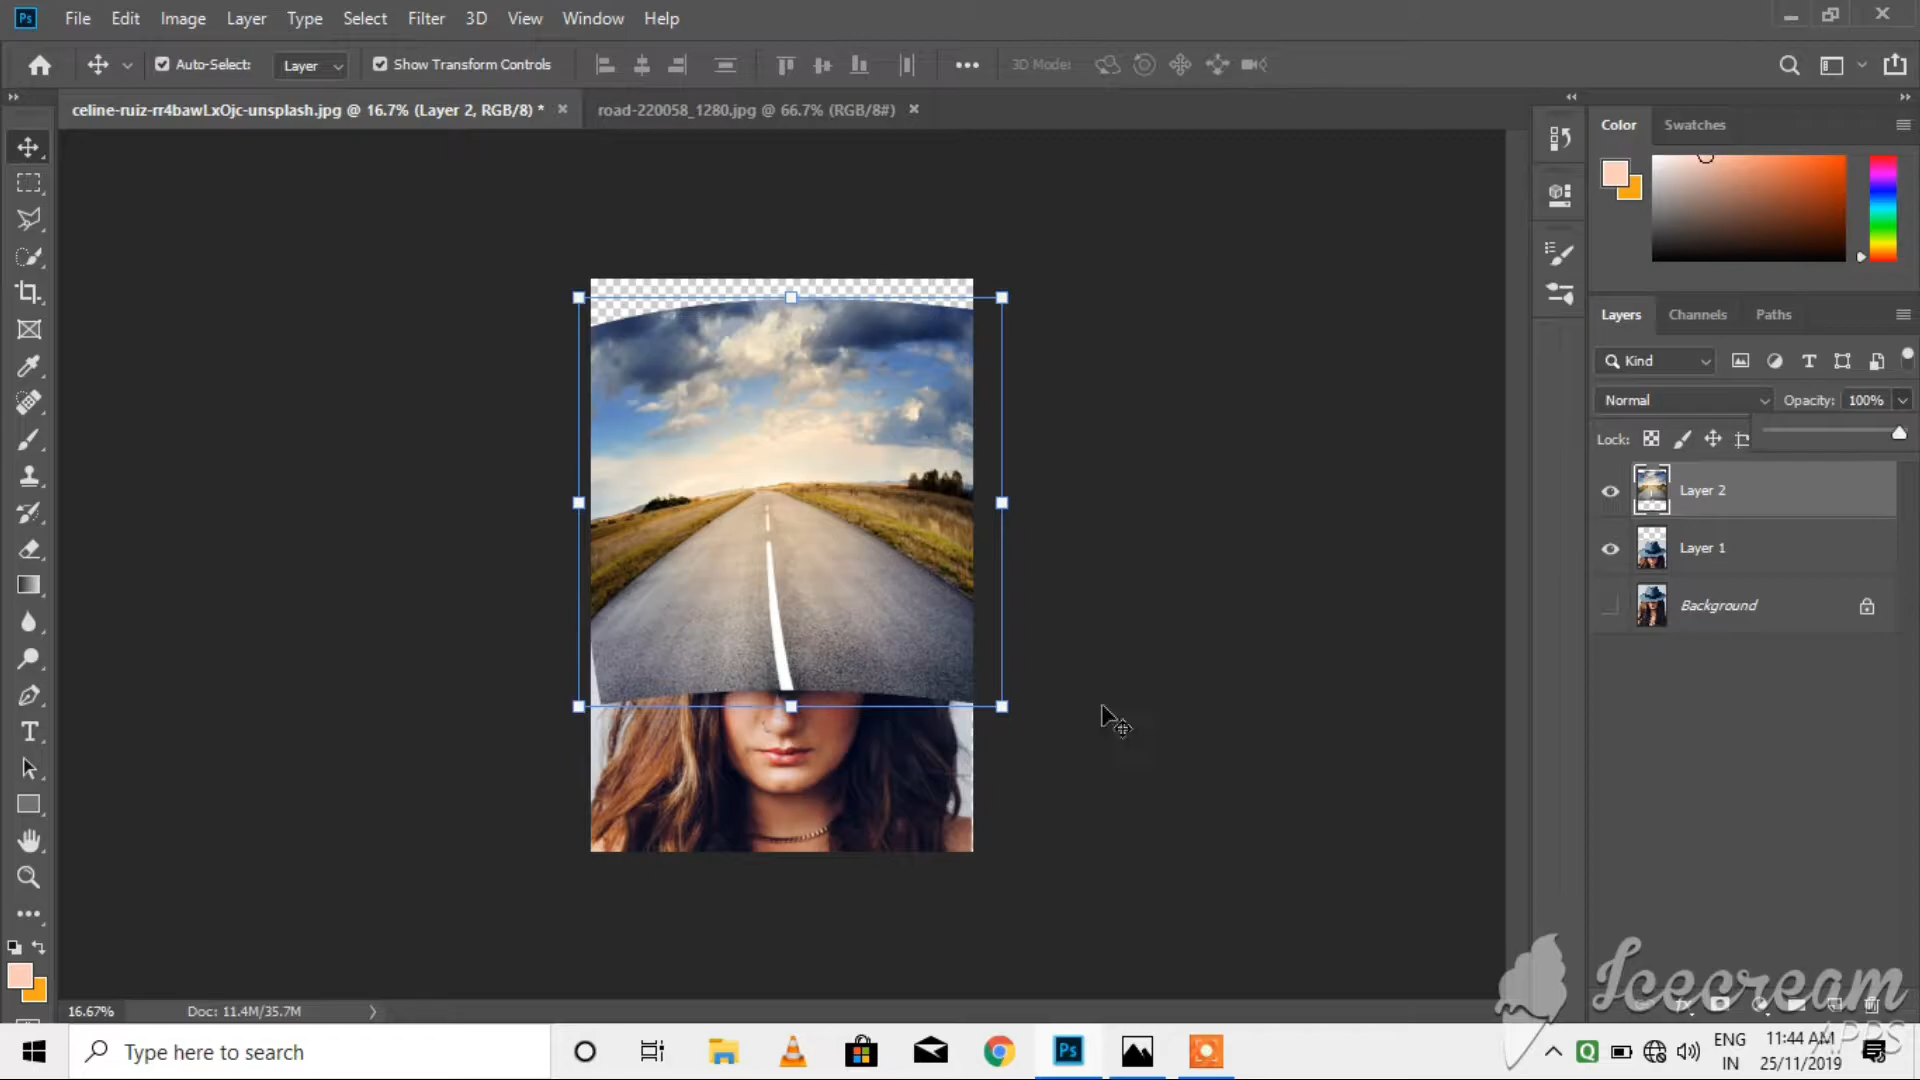 Ps File Edit Image Layer Type Select Filter 3D View Window Help
Auto-Select: Layer Show Transform Controls 3D Mode:
celine-ruiz-rr4bawLxOjc-unsplash.jpg @ 16.7% (Layer 2, RGB/8) * × road-220058_1280.jpg @ 66.7% (RGB/8#) ×
Color Swatches
Layers Channels Paths
Kind
Normal Opacity: 100%
Lock:
Layer 2
Layer 1
Background
16.67% Doc: 11.4M/35.7M
Icecream
APPS
Type here to search
Ps
ENG
IN
11:44 AM
25/11/2019